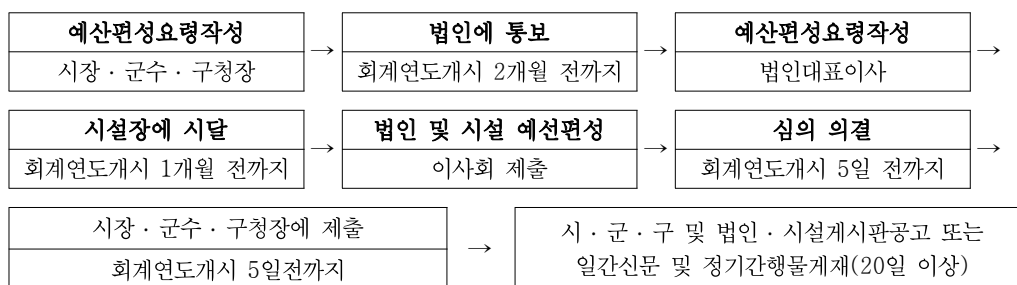 예산편성요령작성 → 법인에 통보 → 예산편성요령작성 →
시장 · 군수 · 구청장 회계연도개시 2개월 전까지 법인대표이사
시설장에 시달 → 법인 및 시설 예선편성 → 심의 의결 →
회계연도개시 1개월 전까지 이사회 제출 회계연도개시 5일 전까지
시장 · 군수 · 구청장에 제출 →
회계연도개시 5일전까지
시 · 군 · 구 및 법인 · 시설게시판공고 또는
일간신문 및 정기간행물게재(20일 이상)